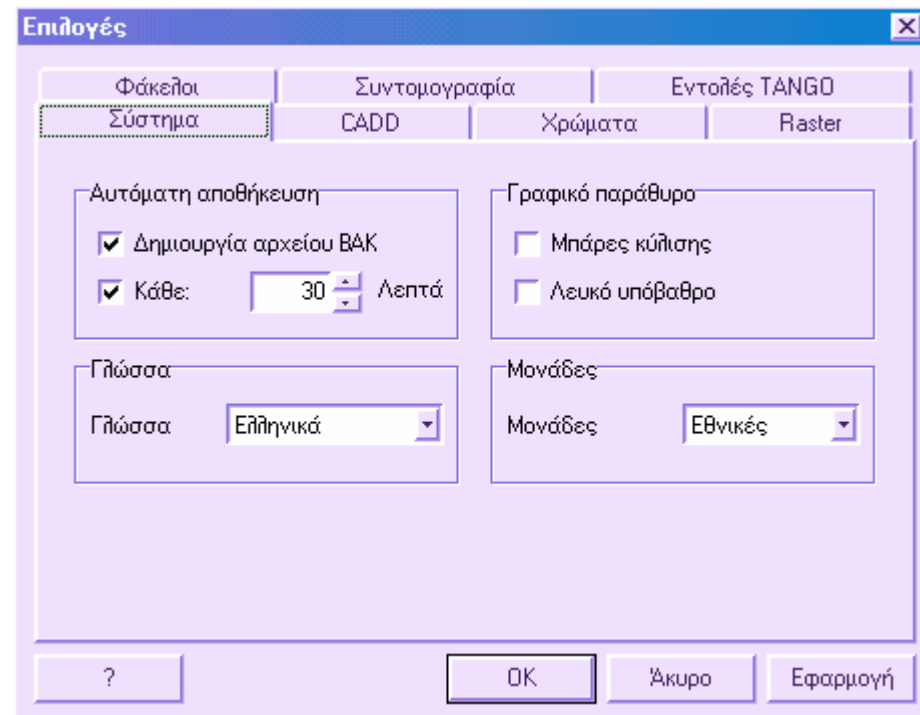 Επιλογές
Φάκελοι Συντομογραφία Εντολές TANGO
Σύστημα CADD Χρώματα Raster
Αυτόματη αποθήκευση
Δημιουργία αρχείου BAK
Κάθε: 30 Λεπτά
Γραφικό παράθυρο
Μπάρες κύλισης
Λευκό υπόβαθρο
Γλώσσα
Γλώσσα Ελληνικά
Μονάδες
Μονάδες Εθνικές
? OK Άκυρο Εφαρμογή